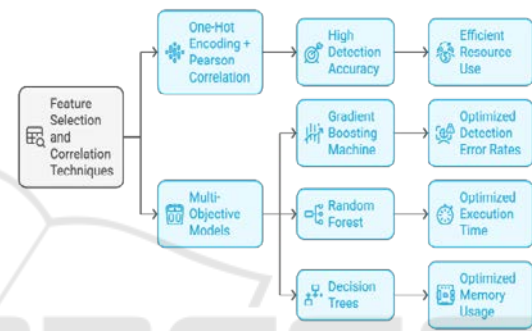 One-Hot
Encoding +
Pearson
Correlation
High
Detection
Accuracy
Efficient
Resource
Use
Feature
Selection
and
Correlation
Techniques
Gradient
Boosting
Machine
Optimized
Detection
Error Rates
Multi-
Objective
Models
Random
Forest
Optimized
Execution
Time
Decision
Trees
Optimized
Memory
Usage